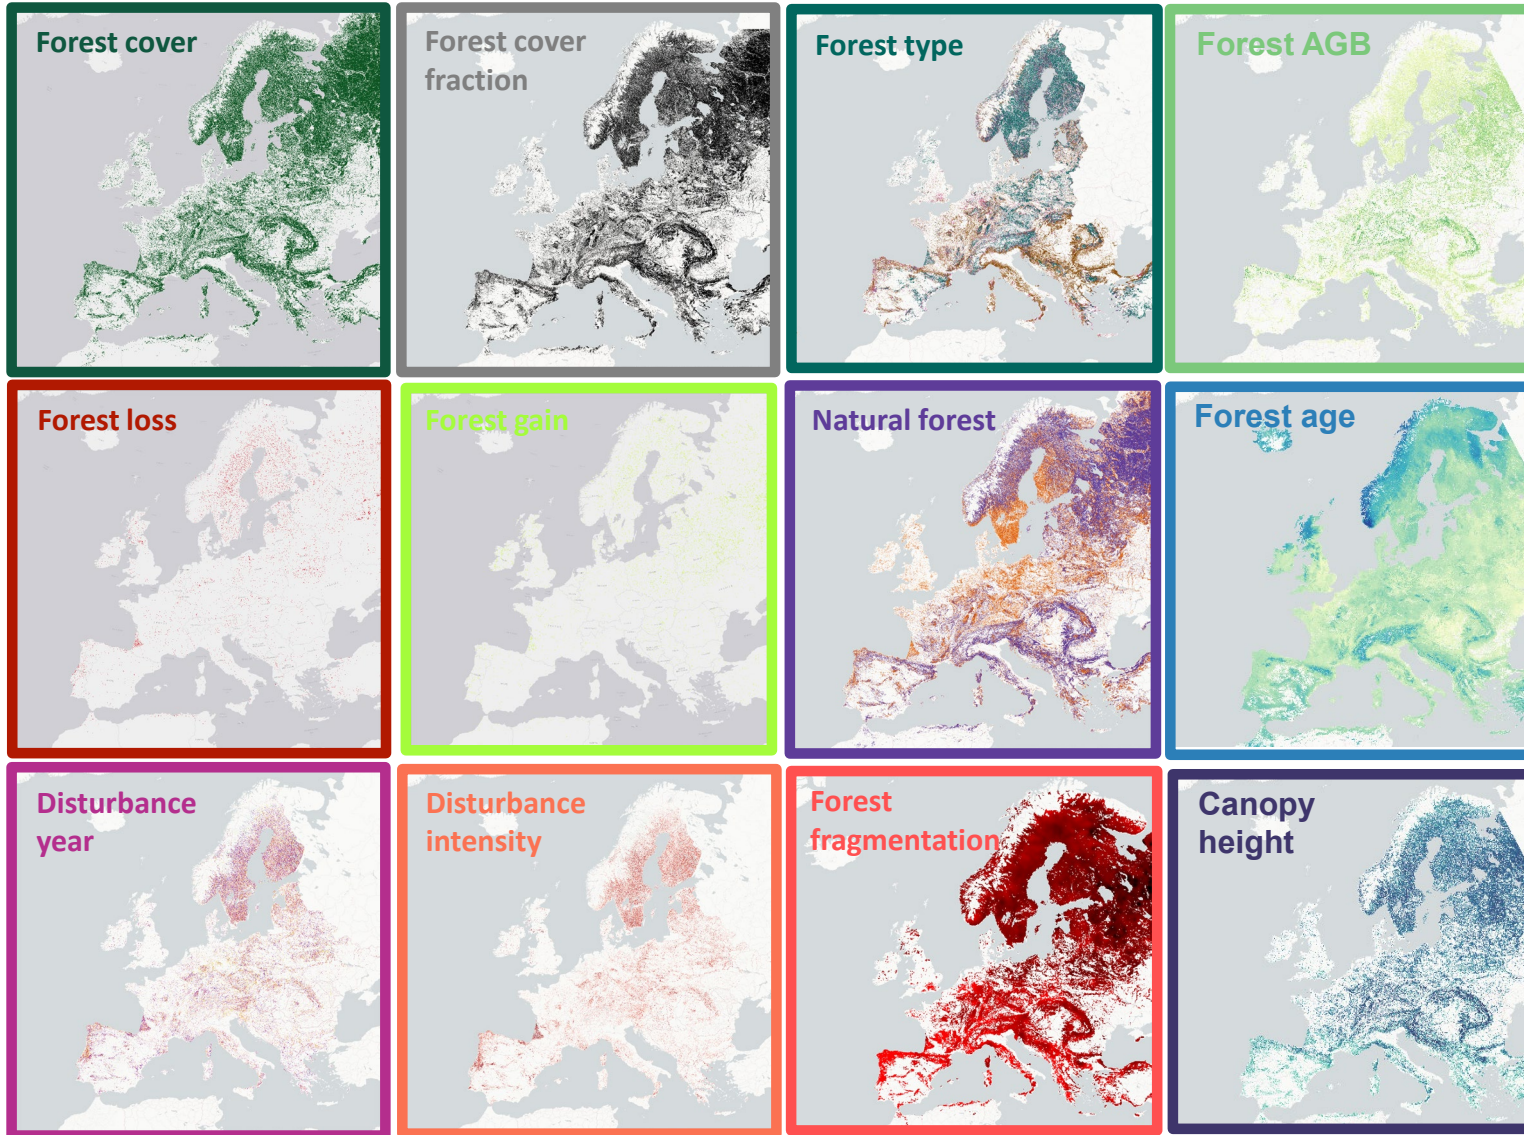 Forest cover
Forest cover
fraction
Forest type
Forest AGB
Forest loss
Forest gain
Natural forest
Forest age
Disturbance
year
Disturbance
intensity
Forest
fragmentation
Canopy
height